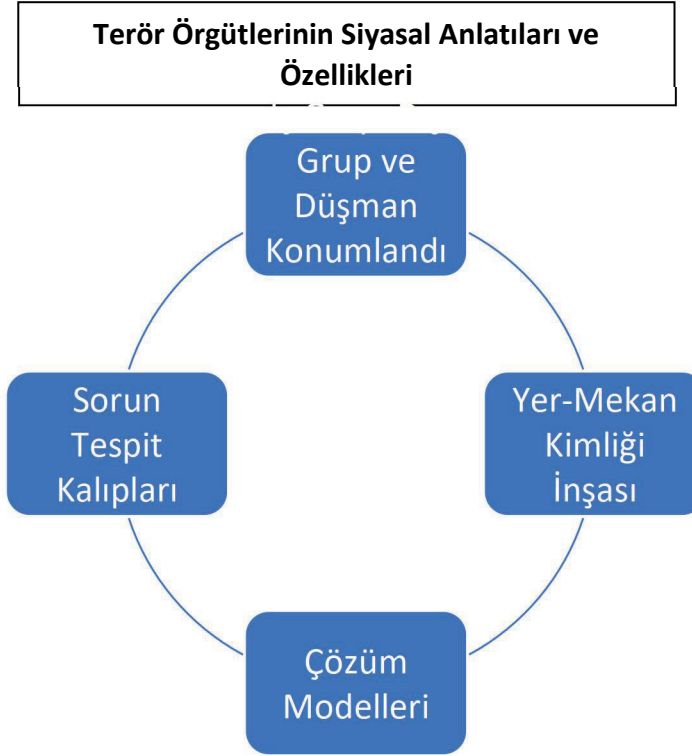 Terör Örgütlerinin Siyasal Anlatıları ve
Özellikleri
Grup ve
Düşman
Konumlandı
Sorun
Tespit
Kalıpları
Yer-Mekan
Kimliği
İnşası
Çözüm
Modelleri